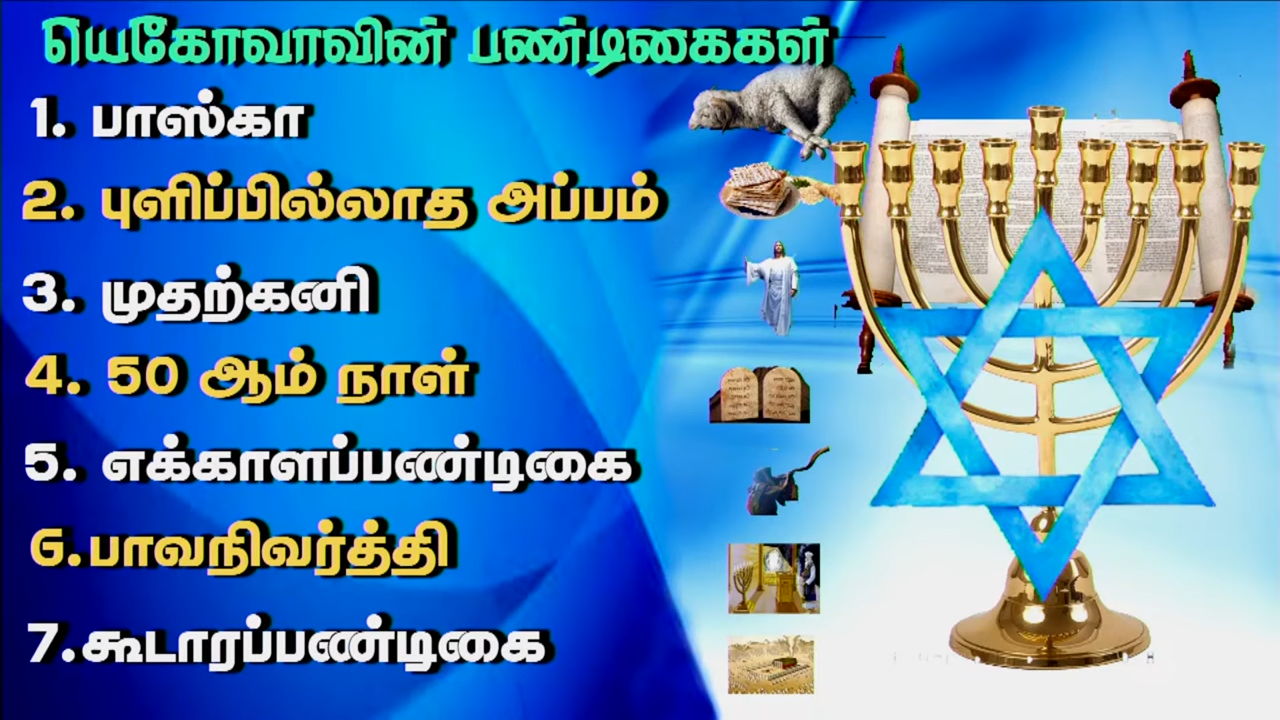 யெகோவாவின் பண்டிகைகள்
1. பாஸ்கா
2. புளிப்பில்லாத அப்பம்
3. முதற்கனி
4. 50 ஆம் நாள்
5. எக்காளப்பண்டிகை
6.பாவநிவர்த்தி
7.கூடாரப்பண்டிகை